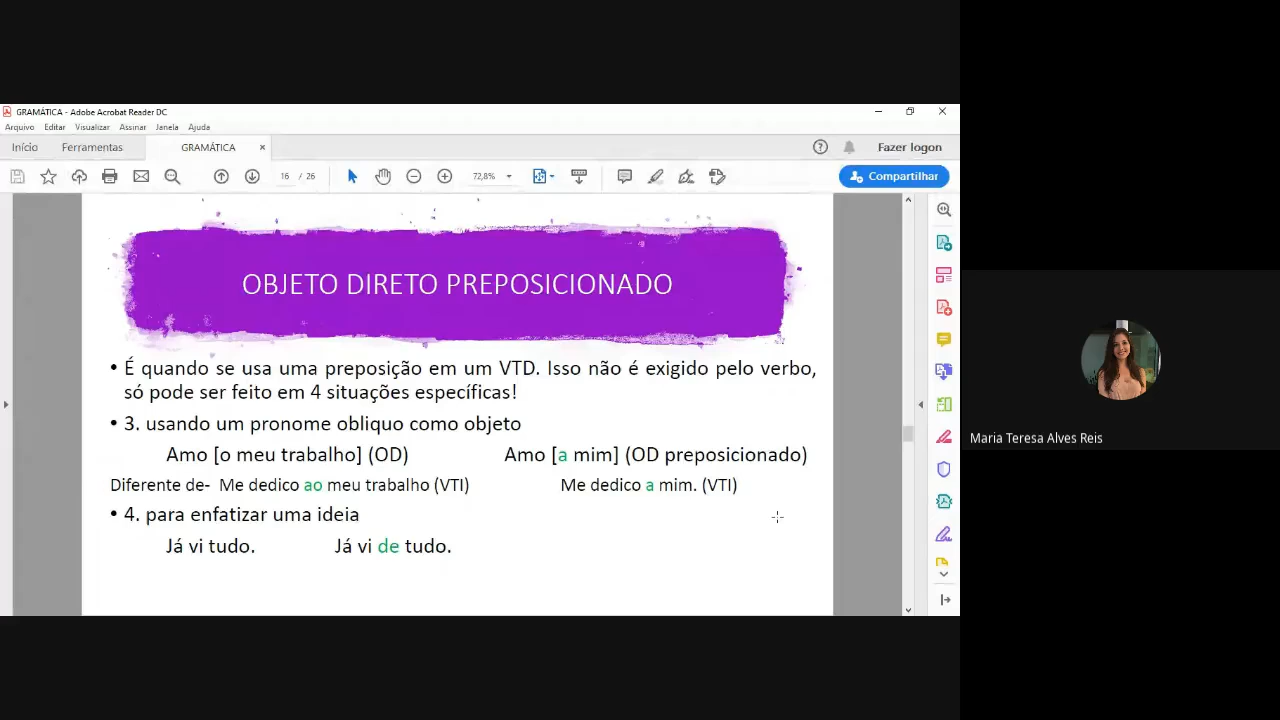 GRAMÁTICA - Adobe Acrobat Reader DC
Arquivo Editar Visualizar Assinar Janela Ajuda
Início Ferramentas GRAMÁTICA × Fazer logon
16 / 26 72,8% Compartilhar
OBJETO DIRETO PREPOSICIONADO
• É quando se usa uma preposição em um VTD. Isso não é exigido pelo verbo,
só pode ser feito em 4 situações específicas!
• 3. usando um pronome obliquo como objeto
Amo [o meu trabalho] (OD) Amo [a mim] (OD preposicionado)
Diferente de- Me dedico ao meu trabalho (VTI) Me dedico a mim. (VTI)
• 4. para enfatizar uma ideia
Já vi tudo. Já vi de tudo.
Maria Teresa Alves Reis